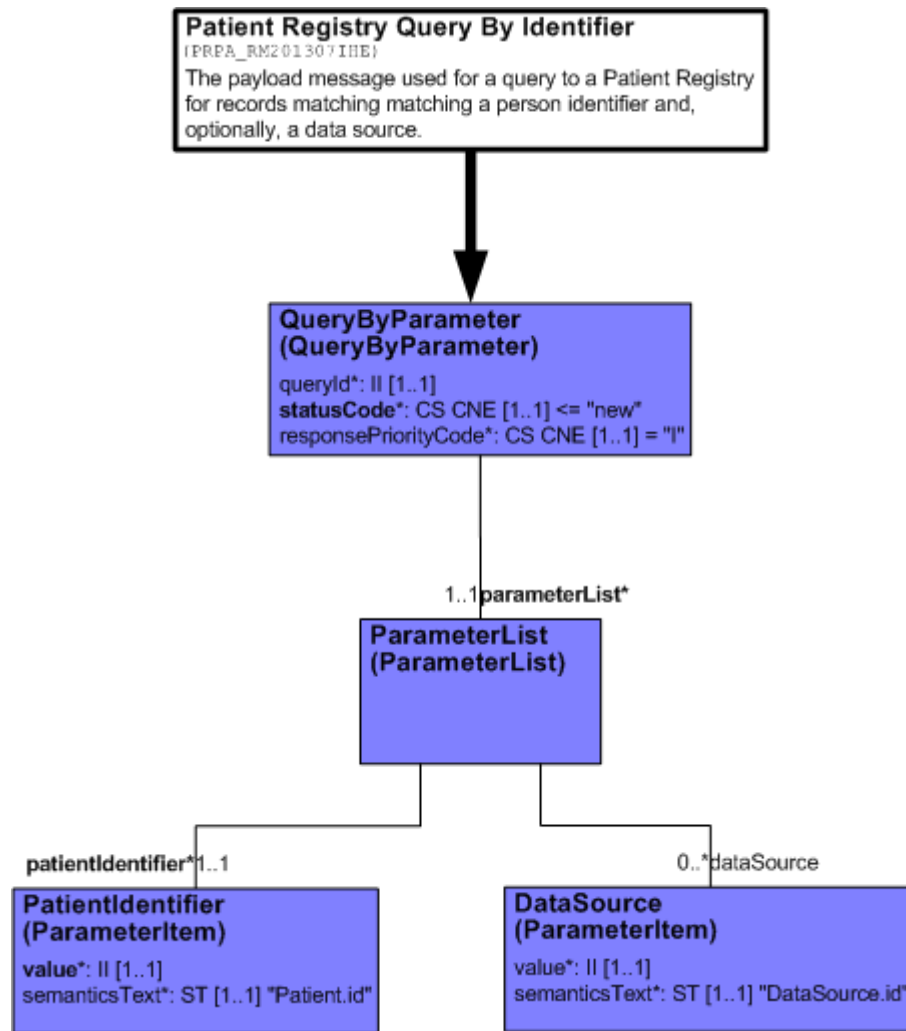 Patient Registry Query By Identifier
(PRPA_RM201307IHE)
The payload message used for a query to a Patient Registry
for records matching matching a person identifier and,
optionally, a data source.
QueryByParameter
(QueryByParameter)
queryId*: II [1..1]
statusCode*: CS CNE [1..1] <= "new"
responsePriorityCode*: CS CNE [1..1] = "I"
1..1parameterList*
ParameterList
(ParameterList)
patientIdentifier*1..1
0..*dataSource
PatientIdentifier
(ParameterItem)
value*: II [1..1]
semanticsText*: ST [1..1] "Patient.id"
DataSource
(ParameterItem)
value*: II [1..1]
semanticsText*: ST [1..1] "DataSource.id"